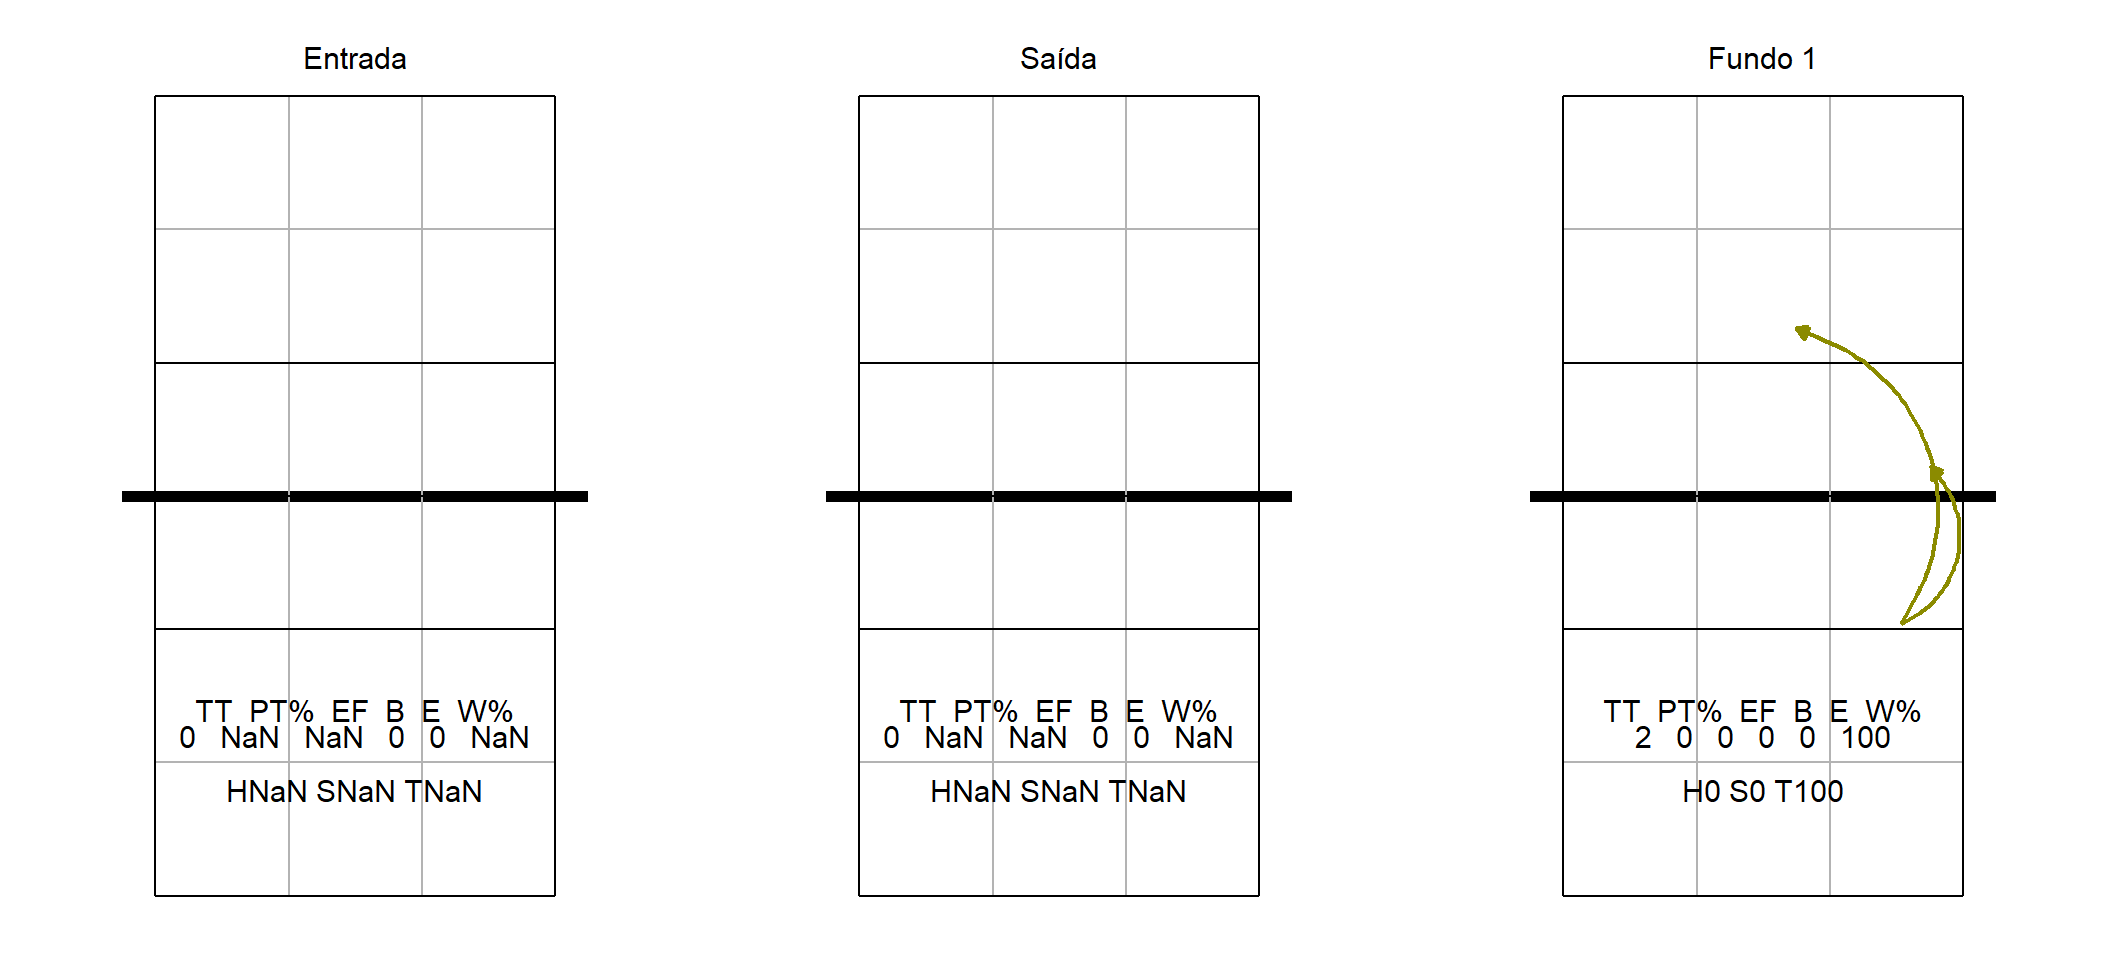 Entrada
TT PT% EF B E W%
0 NaN NaN 0 0 NaN
HNaN SNaN TNaN
Saída
TT PT% EF B E W%
0 NaN NaN 0 0 NaN
HNaN SNaN TNaN
Fundo 1
TT PT% EF B E W%
2 0 0 0 0 100
H0 S0 T100